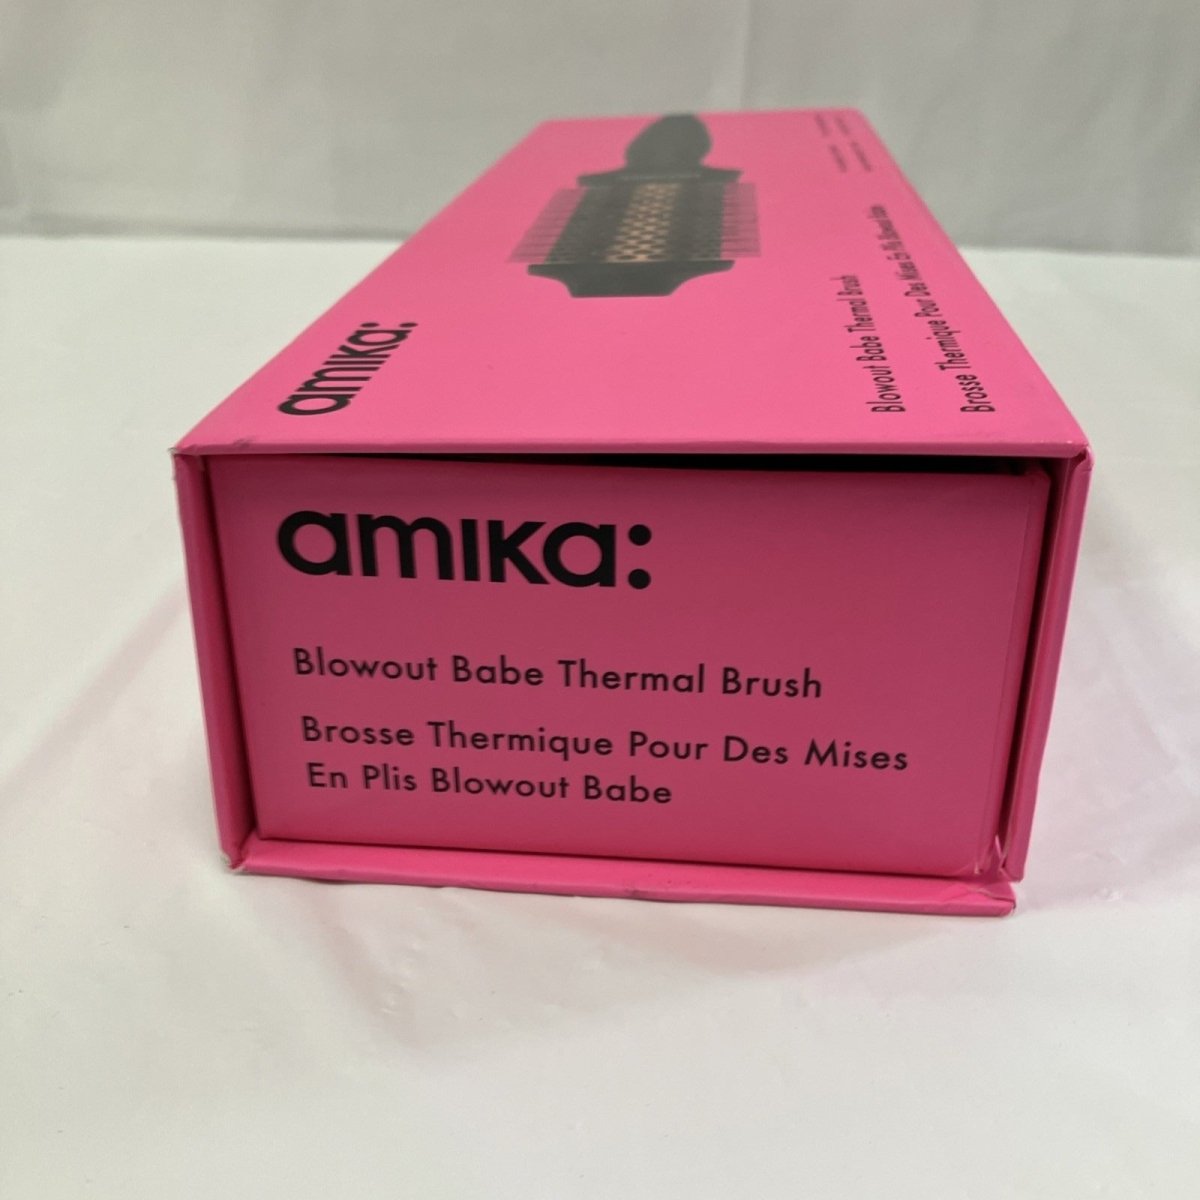 amika:
Blowout Babe Thermal Brush
Brosse Thermique Pour Des Mises En Plis Blowout Babe
amika:
Blowout Babe Thermal Brush
Brosse Thermique Pour Des Mises
En Plis Blowout Babe